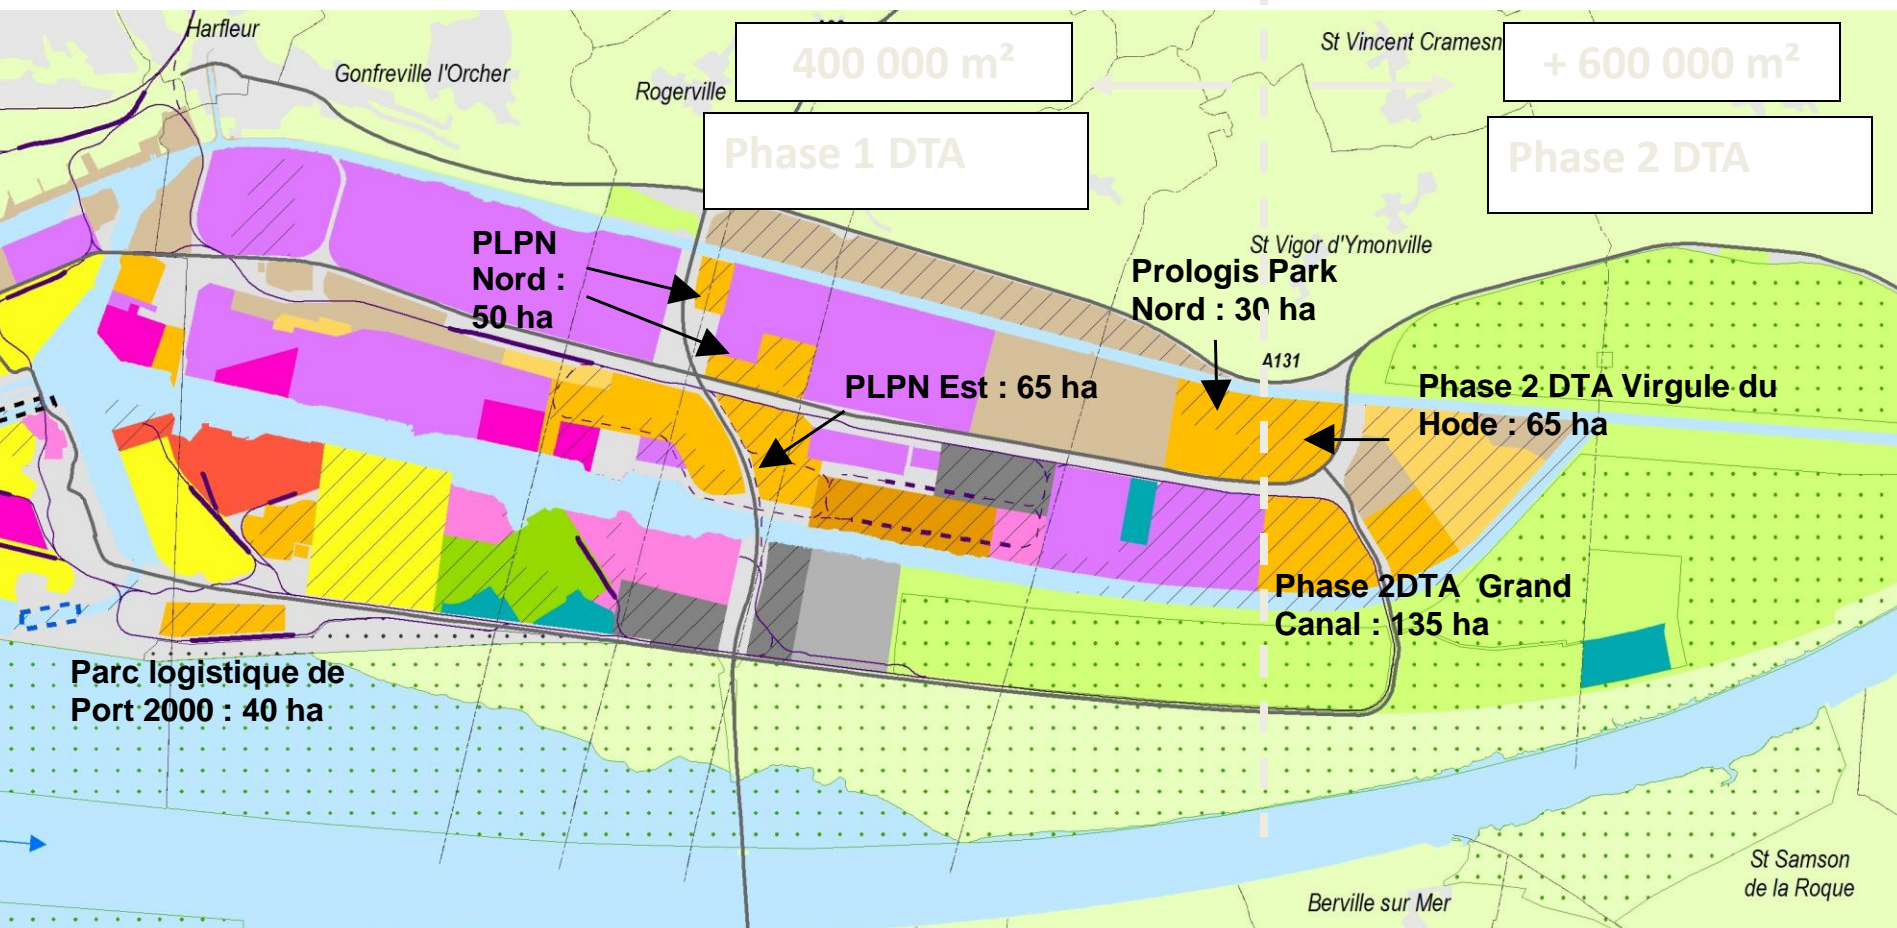 Harfleur
Gonfreville l'Orcher
Rogerville
400 000 m²
St Vincent Cramesn
+ 600 000 m²
Phase 1 DTA
Phase 2 DTA
PLPN
Nord :
50 ha
St Vigor d'Ymonville
Prologis Park
Nord : 30 ha
A131
PLPN Est : 65 ha
Phase 2 DTA Virgule du
Hode : 65 ha
Phase 2DTA Grand
Canal : 135 ha
Parc logistique de
Port 2000 : 40 ha
St Samson
de la Roque
Berville sur Mer